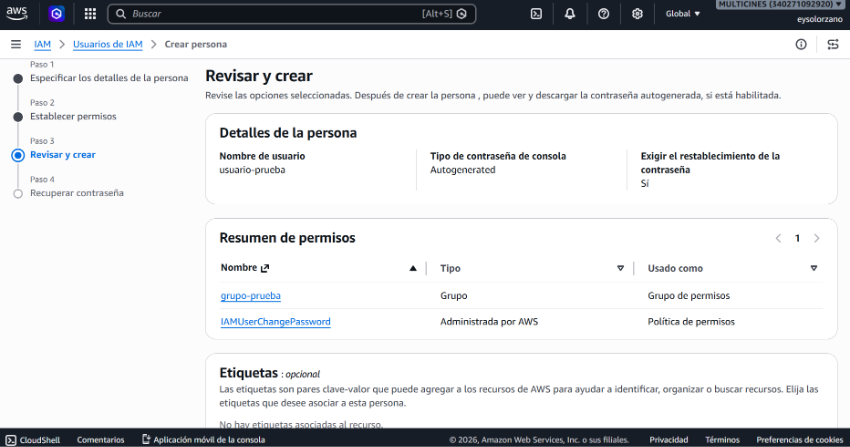 aws
Buscar
[Alt+S]
Global
MULTICINES (340271092920)
eysolorzano
IAM
Usuarios de IAM
Crear persona
Paso 1
Especificar los detalles de la persona
Paso 2
Establecer permisos
Paso 3
Revisar y crear
Paso 4
Recuperar contraseña
Revisar y crear
Revise las opciones seleccionadas. Después de crear la persona , puede ver y descargar la contraseña autogenerada, si está habilitada.
Detalles de la persona
Nombre de usuario
usuario-prueba
Tipo de contraseña de consola
Autogenerated
Exigir el restablecimiento de la
contraseña
Sí
Resumen de permisos
1
Nombre
Tipo
Usado como
grupo-prueba
Grupo
Grupo de permisos
IAMUserChangePassword
Administrada por AWS
Política de permisos
Etiquetas : opcional
Las etiquetas son pares clave-valor que puede agregar a los recursos de AWS para ayudar a identificar, organizar o buscar recursos. Elija las
etiquetas que desee asociar a esta persona.
No hay etiquetas asociadas al recurso.
CloudShell
Comentarios
Aplicación móvil de la consola
© 2026, Amazon Web Services, Inc. o sus filiales.
Privacidad
Términos
Preferencias de cookies